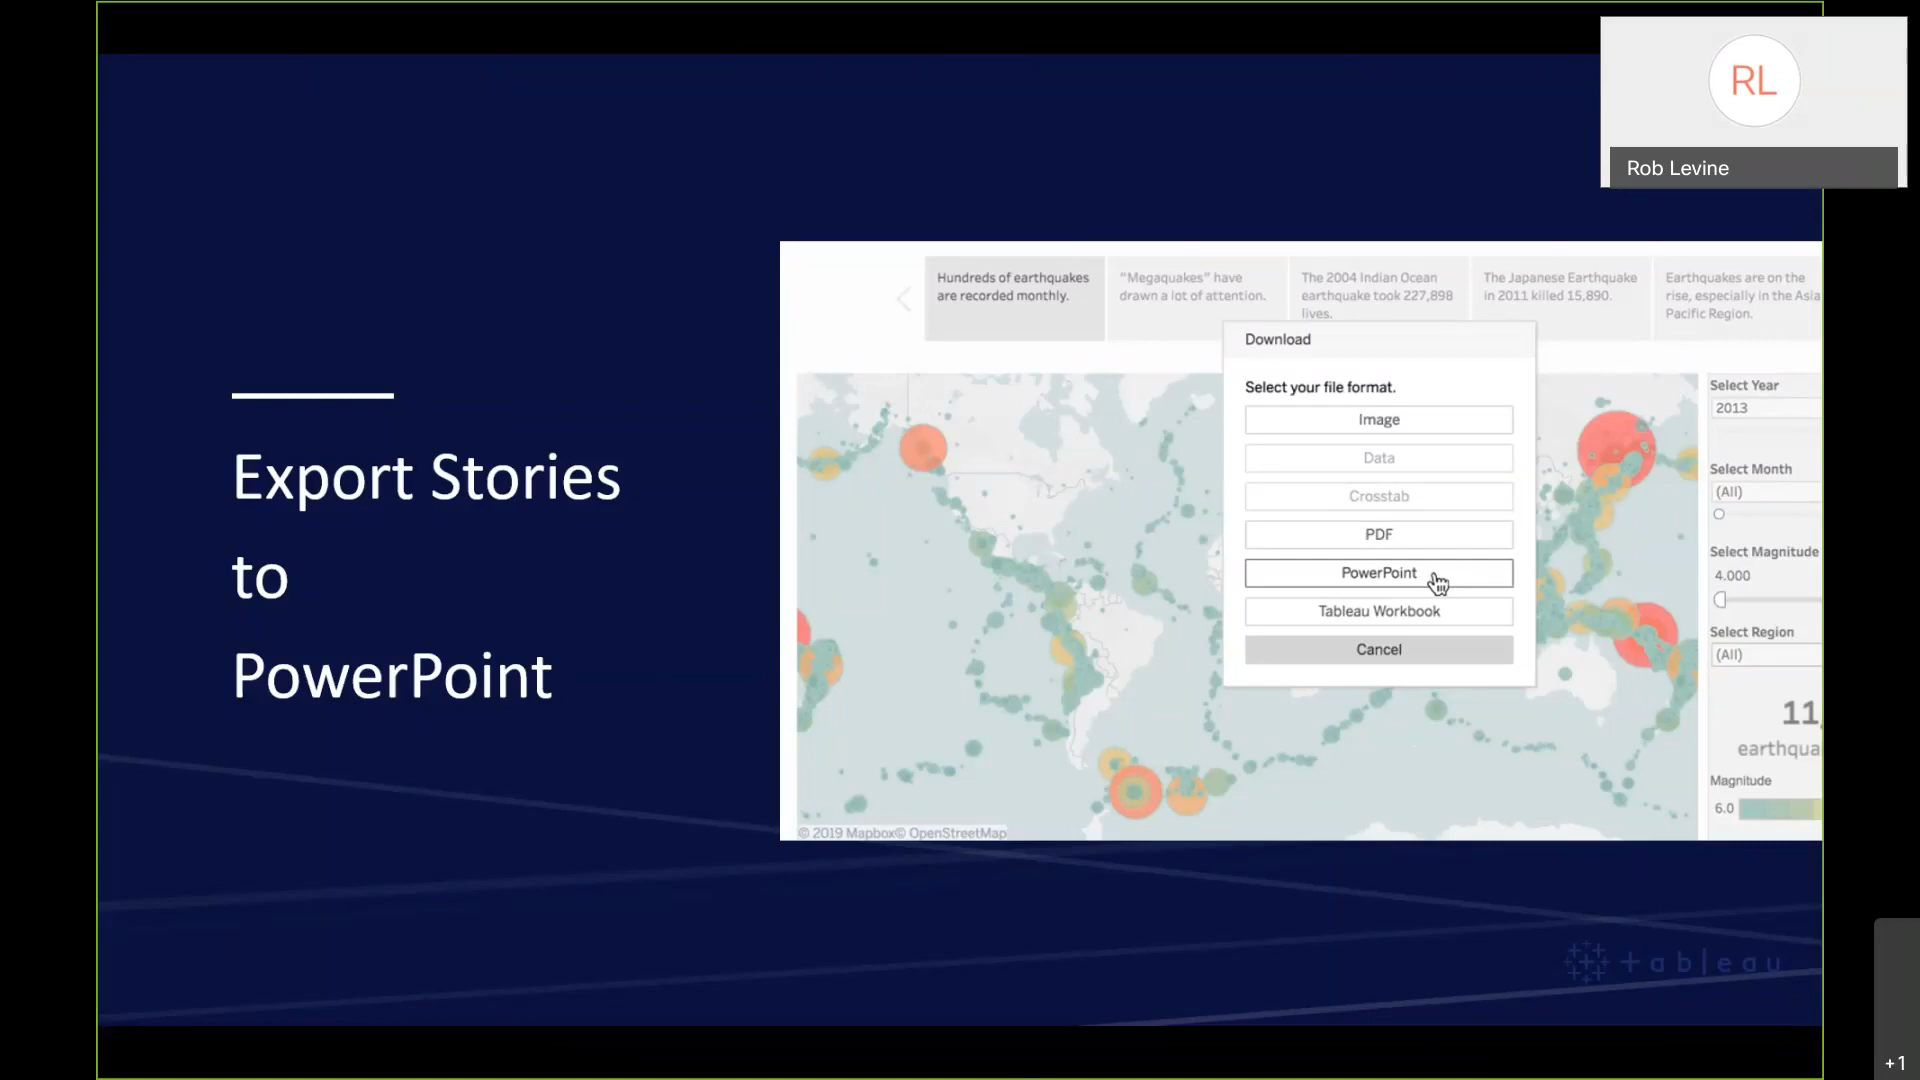 RL
Rob Levine
Export Stories
to
PowerPoint
Hundreds of earthquakes
are recorded monthly.
"Megaquakes" have
drawn a lot of attention.
The 2004 Indian Ocean
earthquake took 227,898
lives.
The Japanese Earthquake
in 2011 killed 15,890.
Earthquakes are on the
rise, especially in the Asia
Pacific Region.
Download
Select your file format.
Image
Data
Crosstab
PDF
PowerPoint
Tableau Workbook
Cancel
Select Year
2013
Select Month
(All)
Select Magnitude
4.000
Select Region
(All)
11,
earthqua
Magnitude
6.0
© 2019 Mapbox© OpenStreetMap
+ableau
+1